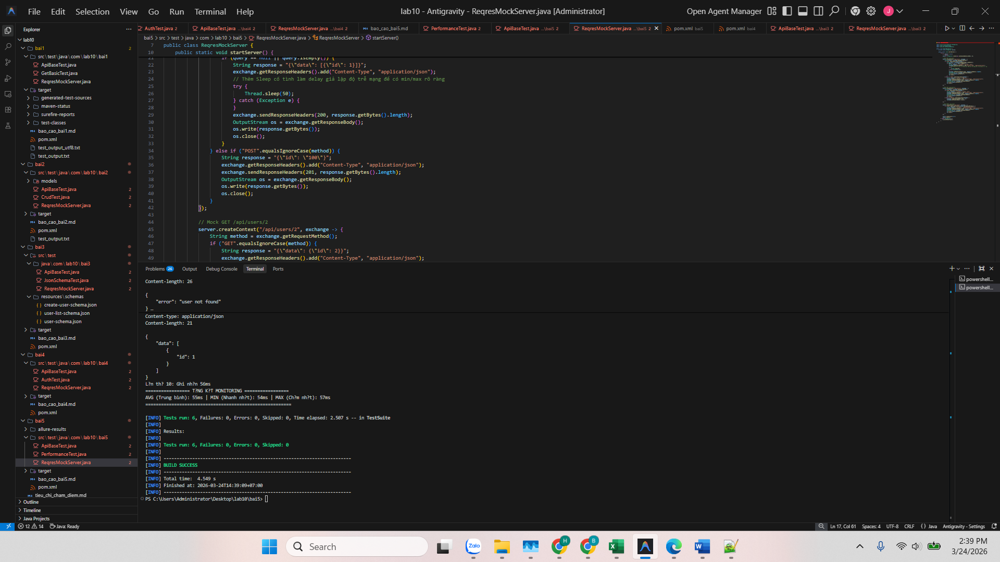 File Edit Selection View Go Run Terminal Help
lab10 - Antigravity - ReqresMockServer.java [Administrator]
Open Agent Manager
J
Explorer
lab10
bai1 2
src\test\java\com\lab10\bai1
ApiBaseTest.java
GetBasicTest.java
ReqresMockServer.java
target
generated-test-sources
maven-status
surefire-reports
test-classes
bao_cao_bai1.md
pom.xml
test_output_utf8.txt
test_output.txt
bai2
src\test\java\com\lab10\bai2
models
ApiBaseTest.java 2
CrudTest.java 2
ReqresMockServer.java 2
target
bao_cao_bai2.md
pom.xml
test_output.txt
bai3
src\test
java\com\lab10\bai3
ApiBaseTest.java 2
JsonSchemaTest.java 2
ReqresMockServer.java 2
resources\schemas
create-user-schema.json
user-list-schema.json
user-schema.json
target
bao_cao_bai3.md
pom.xml
bai4
src\test\java\com\lab10\bai4
ApiBaseTest.java 2
AuthTest.java 2
ReqresMockServer.java 2
target
bao_cao_bai4.md
pom.xml
bai5
allure-results
src\test\java\com\lab10\bai5
ApiBaseTest.java 2
PerformanceTest.java 2
ReqresMockServer.java 2
target
bao_cao_bai5.md
pom.xml
tieu_chi_cham_diem.md
Outline
Timeline
Java Projects
AuthTest.java 2
ApiBaseTest.java ...\bai4 2
ReqresMockServer.java ...\bai4 2
bao_cao_bai5.md
PerformanceTest.java 2
ApiBaseTest.java ...\bai5 2
ReqresMockServer.java ...\bai5 2
pom.xml bai5
pom.xml bai4
ApiBaseTest.java ...\bai3 2
ReqresMockServer.java ...\bai3 2
bai5 > src > test > java > com > lab10 > bai5 > ReqresMockServer.java > ReqresMockServer > startServer()
7 public class ReqresMockServer {
10 public static void startServer() {
21 if (query == null || query.isEmpty()) {
22 String response = "{\"data\": [{\"id\": 1}]}";
23 exchange.getResponseHeaders().add("Content-Type", "application/json");
24 // Thêm Sleep cố tình làm delay giả lập độ trễ mạng để có min/max rõ ràng
25 try {
26 Thread.sleep(50);
27 } catch (Exception e) {
28 }
29 exchange.sendResponseHeaders(200, response.getBytes().length);
30 OutputStream os = exchange.getResponseBody();
31 os.write(response.getBytes());
32 os.close();
33 }
34 } else if ("POST".equalsIgnoreCase(method)) {
35 String response = "{\"id\": \"100\"}";
36 exchange.getResponseHeaders().add("Content-Type", "application/json");
37 exchange.sendResponseHeaders(201, response.getBytes().length);
38 OutputStream os = exchange.getResponseBody();
39 os.write(response.getBytes());
40 os.close();
41 }
42 });
43
44 // Mock GET /api/users/2
45 server.createContext("/api/users/2", exchange -> {
46 String method = exchange.getRequestMethod();
47 if ("GET".equalsIgnoreCase(method)) {
48 String response = "{\"data\": {\"id\": 2}}";
49 exchange.getResponseHeaders().add("Content-Type", "application/json");
Problems 26 Output Debug Console Terminal Ports
powershell...
powershell...
Content-length: 26
{
"error": "user not found"
} ...
Content-type: application/json
Content-length: 21
{
"data": [
{
"id": 1
}
]
}
L?n th? 10: Ghi nh?n 56ms
================= T?NG K?T MONITORING =================
AVG (Trung bình): 55ms | MIN (Nhanh nh?t): 54ms | MAX (Ch?m nh?t): 57ms
========================================================
[INFO] Tests run: 6, Failures: 0, Errors: 0, Skipped: 0, Time elapsed: 2.507 s -- in TestSuite
[INFO]
[INFO] Results:
[INFO]
[INFO] Tests run: 6, Failures: 0, Errors: 0, Skipped: 0
[INFO]
[INFO] ------------------------------------------------------------------------
[INFO] BUILD SUCCESS
[INFO] ------------------------------------------------------------------------
[INFO] Total time: 4.549 s
[INFO] Finished at: 2026-03-24T14:39:09+07:00
[INFO] ------------------------------------------------------------------------
PS C:\Users\Administrator\Desktop\lab10\bai5>
12 14 Java: Ready
Ln 17, Col 61 Spaces: 4 UTF-8 CRLF {} Java Antigravity - Settings
Search
Zalo
H
B
2:39 PM
3/24/2026